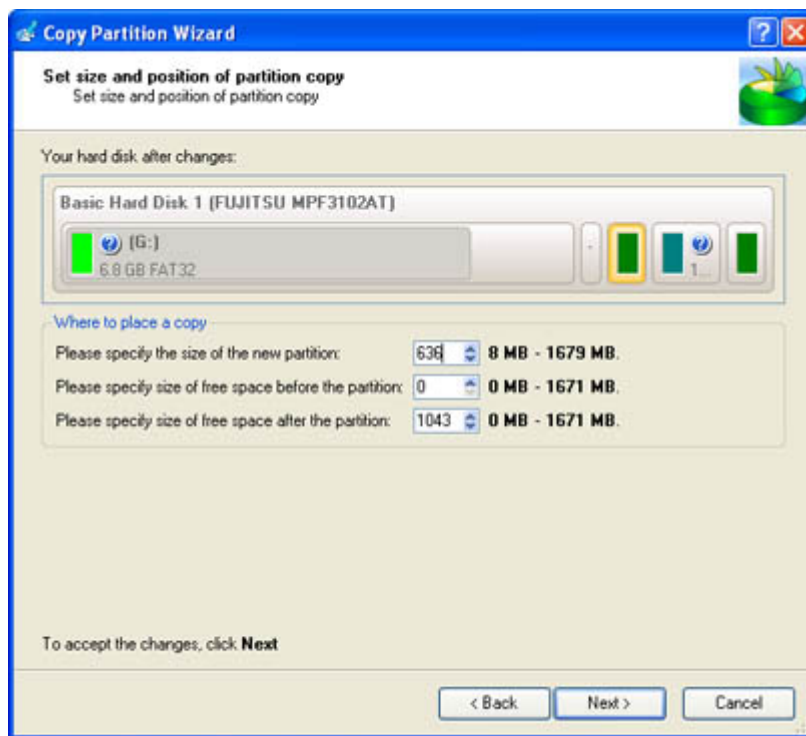 Copy Partition Wizard
Set size and position of partition copy
Set size and position of partition copy
Your hard disk after changes:
Basic Hard Disk 1 (FUJITSU MPF3102AT)
(G:)
6.8 GB FAT32
1...
Where to place a copy
Please specify the size of the new partition: 636 8 MB - 1679 MB.
Please specify size of free space before the partition: 0 0 MB - 1671 MB.
Please specify size of free space after the partition: 1043 0 MB - 1671 MB.
To accept the changes, click Next
< Back Next > Cancel